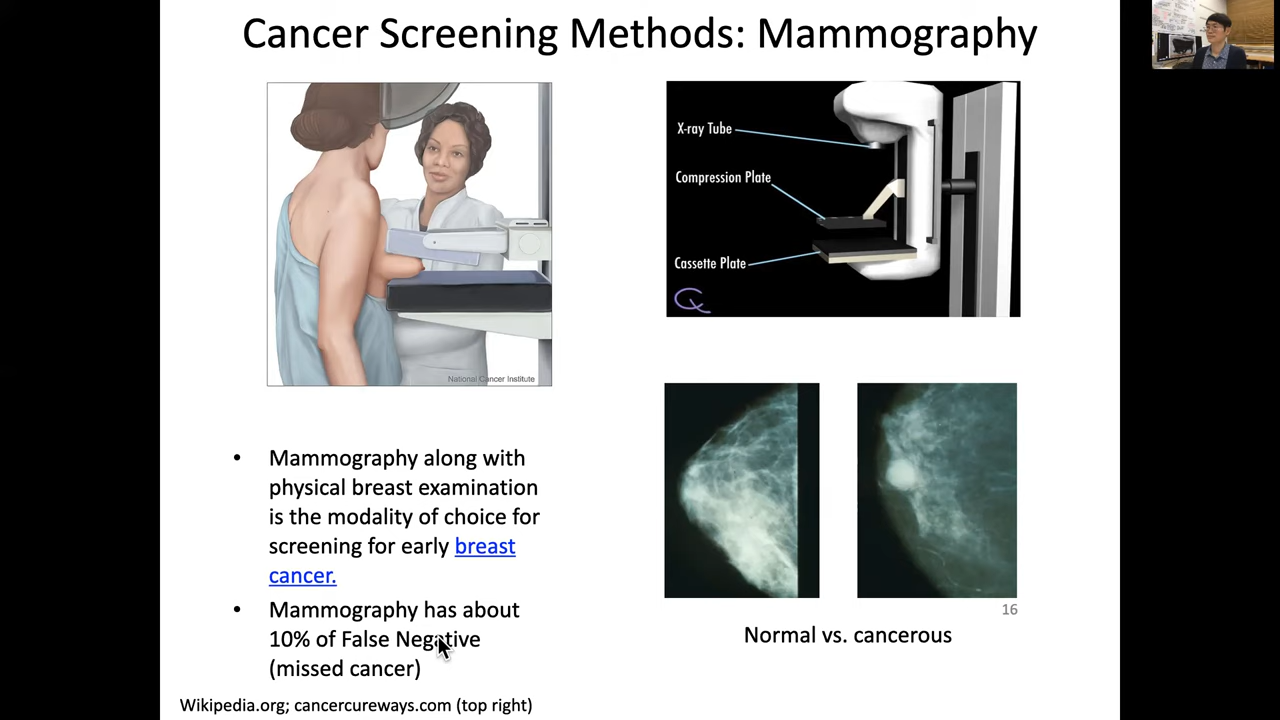 Cancer Screening Methods: Mammography
X-ray Tube
Compression Plate
Cassette Plate
National Cancer Institute
• Mammography along with
physical breast examination
is the modality of choice for
screening for early breast
cancer.
• Mammography has about
10% of False Negative
(missed cancer)
16
Normal vs. cancerous
Wikipedia.org; cancercureways.com (top right)